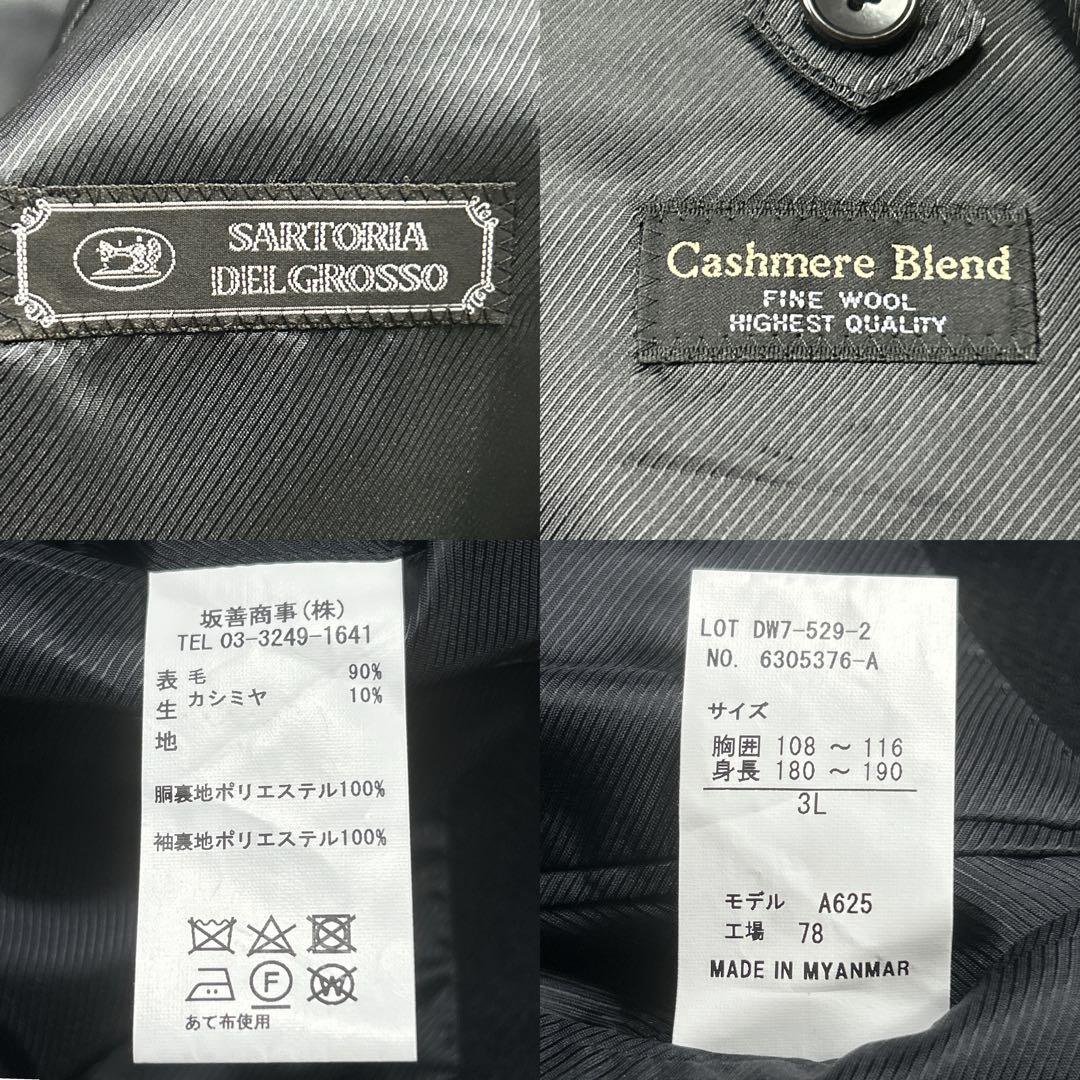 SARTORIA
DELGROSSO
Cashmere Blend
FINE WOOL
HIGHEST QUALITY
坂善商事(株)
TEL 03-3249-1641
表 毛 90%
生 カシミヤ 10%
地
胴裏地ポリエステル100%
袖裏地ポリエステル100%
F W
あて布使用
LOT DW7-529-2
NO. 6305376-A
サイズ
胸囲 108 ～ 116
身長 180 ～ 190
3L
モデル A625
工場 78
MADE IN MYANMAR